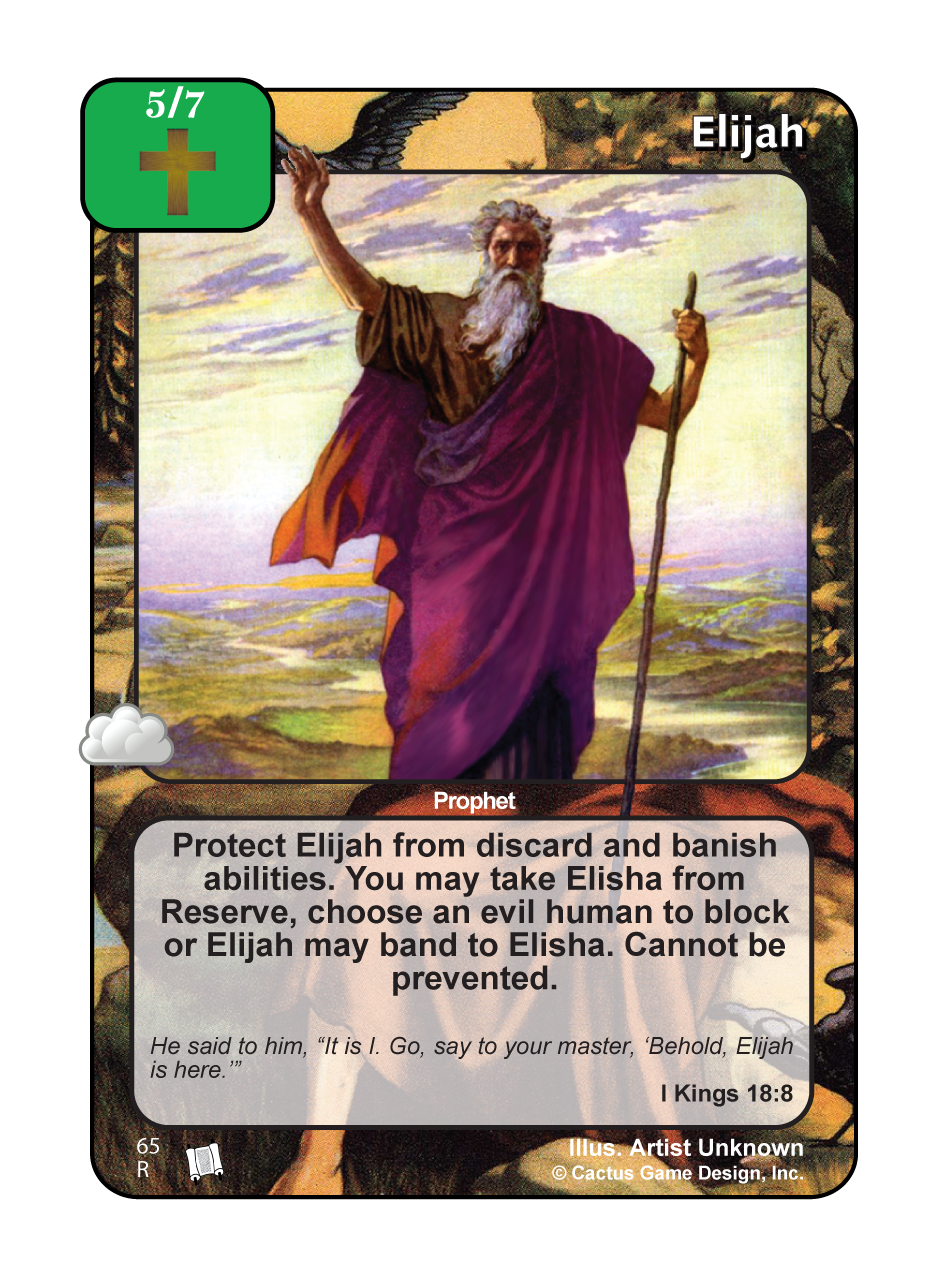 5/7
Elijah
Prophet
Protect Elijah from discard and banish
abilities. You may take Elisha from
Reserve, choose an evil human to block
or Elijah may band to Elisha. Cannot be
prevented.
He said to him, “It is I. Go, say to your master, ‘Behold, Elijah
is here.’”
I Kings 18:8
65
R
Illus. Artist Unknown
© Cactus Game Design, Inc.